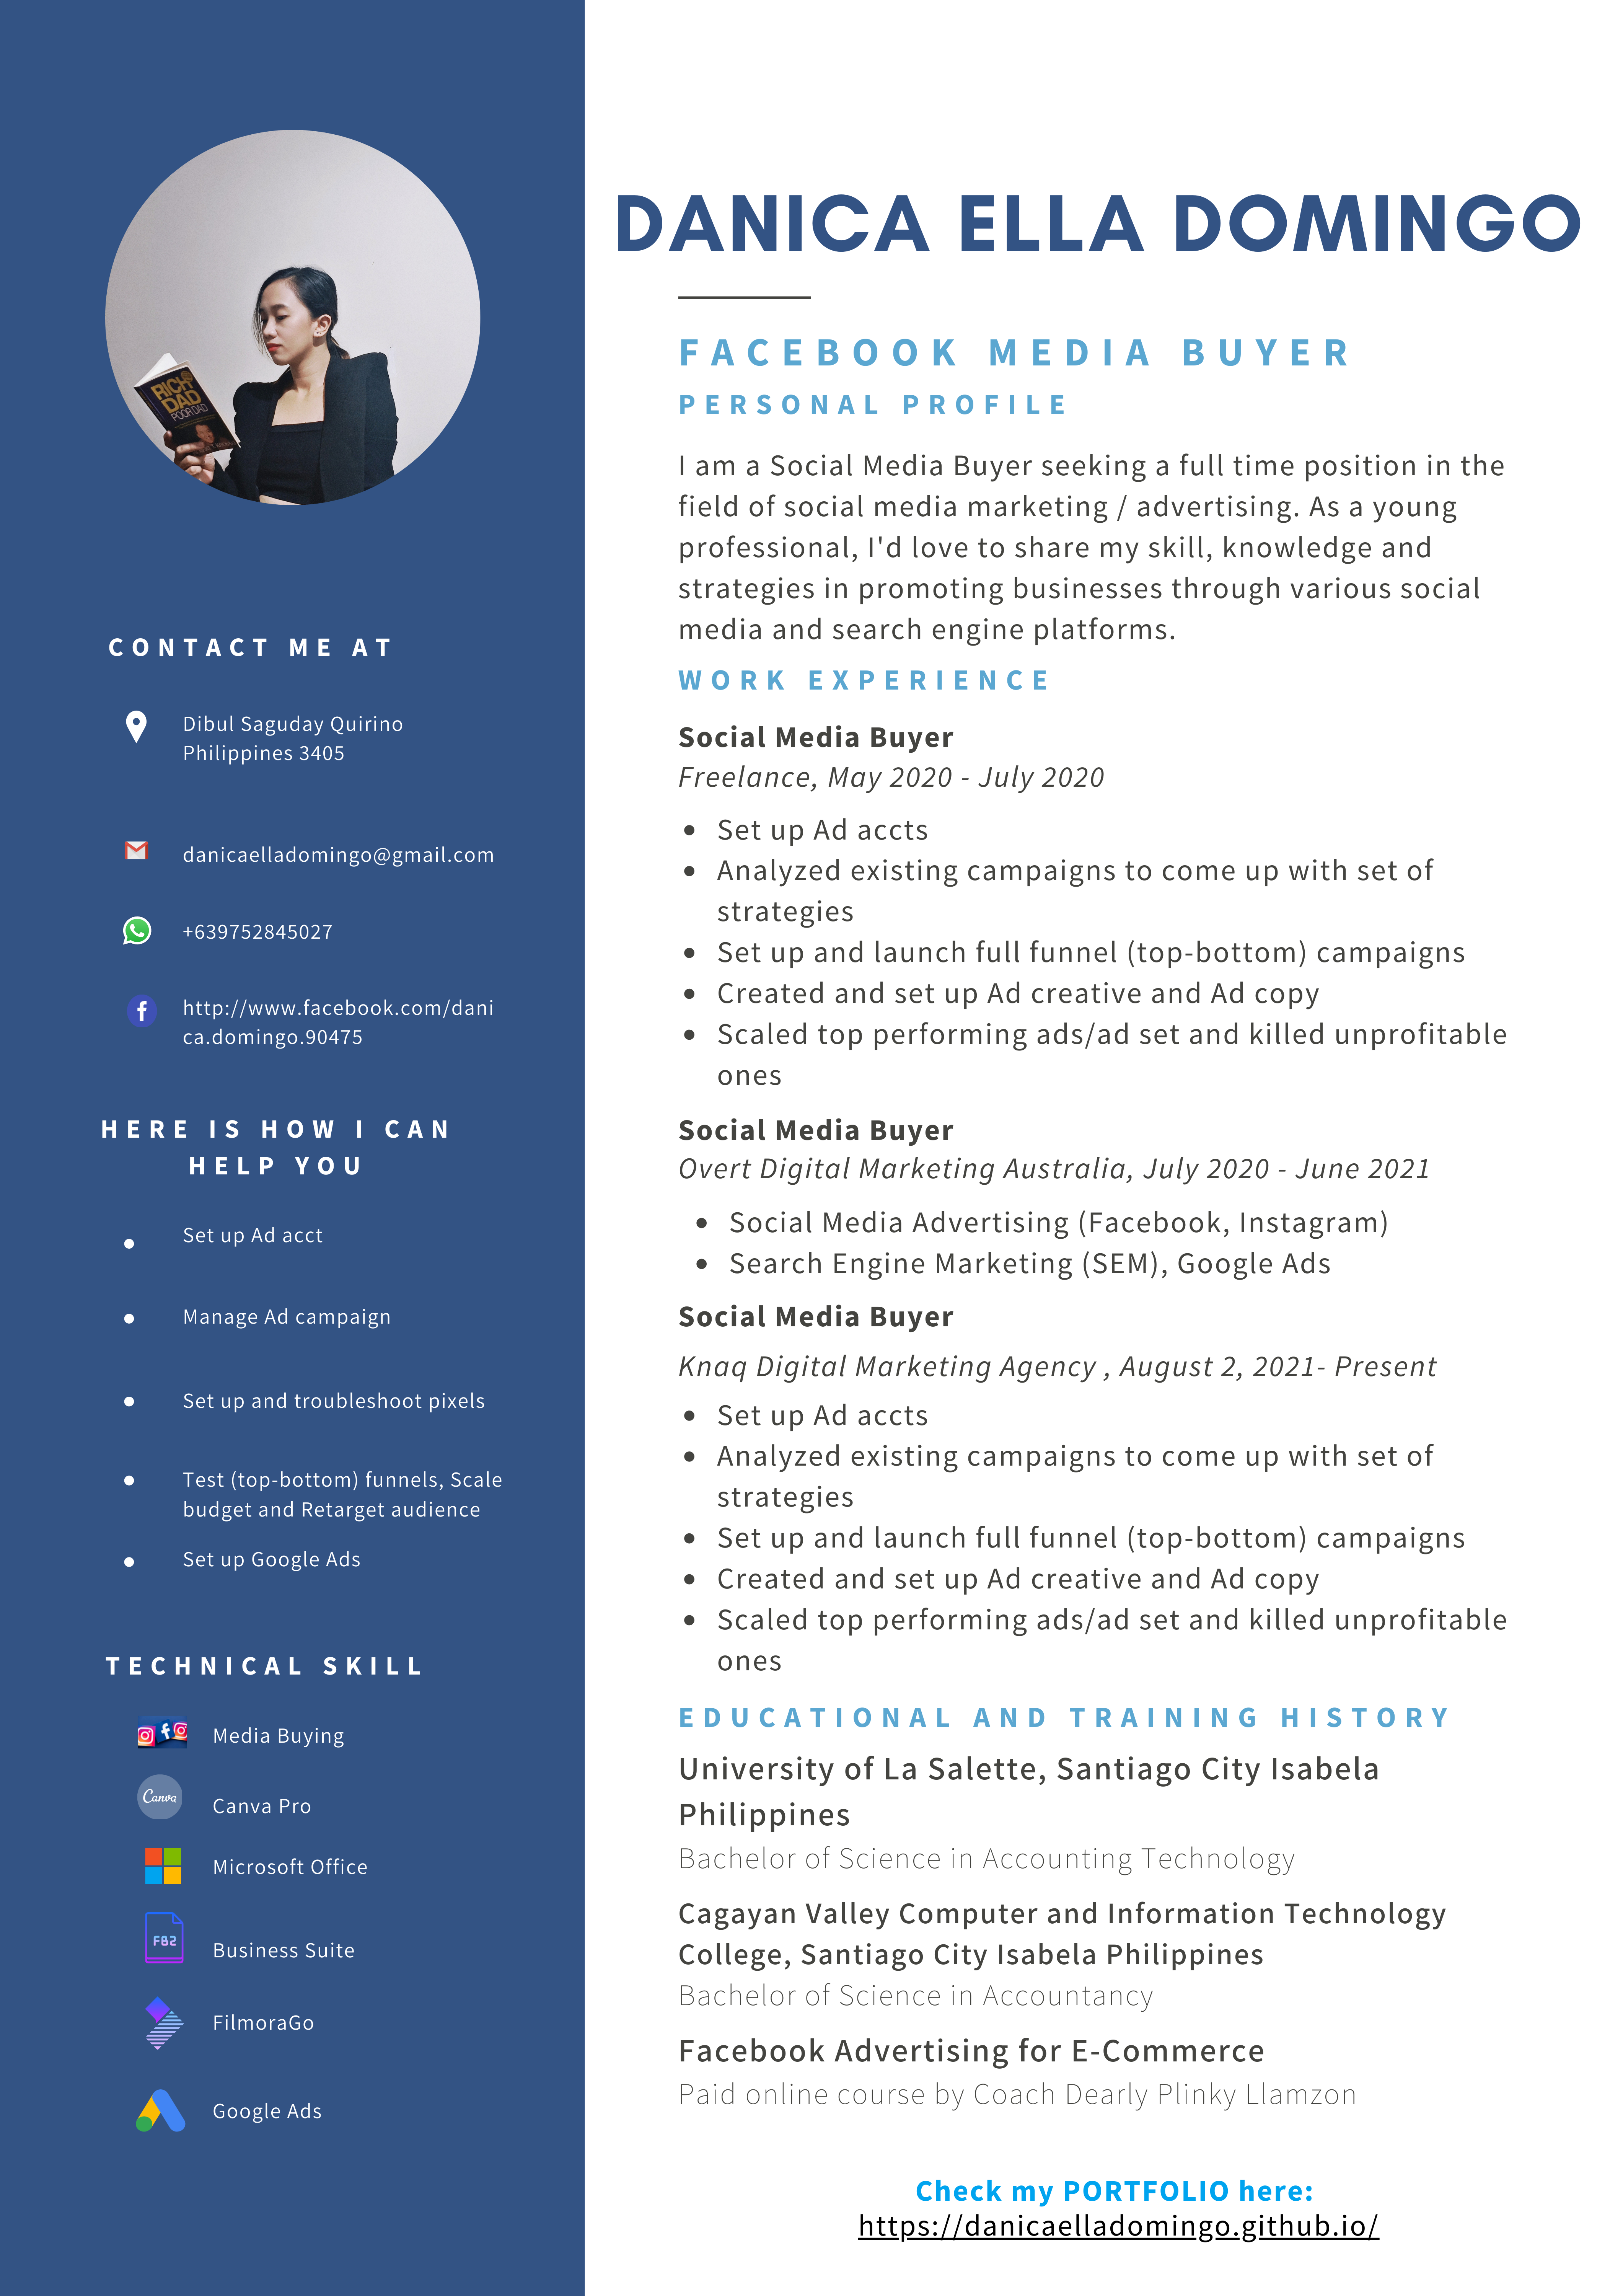 RICH
DAD
POOR DAD
CONTACT ME AT
Dibul Saguday Quirino
Philippines 3405
danicaelladomingo@gmail.com
+639752845027
http://www.facebook.com/dani
ca.domingo.90475
HERE IS HOW I CAN
HELP YOU
Set up Ad acct
Manage Ad campaign
Set up and troubleshoot pixels
Test (top-bottom) funnels, Scale
budget and Retarget audience
Set up Google Ads
TECHNICAL SKILL
Media Buying
Canva
Canva Pro
Microsoft Office
FB2
Business Suite
FilmoraGo
Google Ads
DANICA ELLA DOMINGO
FACEBOOK MEDIA BUYER
PERSONAL PROFILE
I am a Social Media Buyer seeking a full time position in the
field of social media marketing / advertising. As a young
professional, I'd love to share my skill, knowledge and
strategies in promoting businesses through various social
media and search engine platforms.
WORK EXPERIENCE
Social Media Buyer
Freelance, May 2020 - July 2020
• Set up Ad accts
• Analyzed existing campaigns to come up with set of
strategies
• Set up and launch full funnel (top-bottom) campaigns
• Created and set up Ad creative and Ad copy
• Scaled top performing ads/ad set and killed unprofitable
ones
Social Media Buyer
Overt Digital Marketing Australia, July 2020 - June 2021
• Social Media Advertising (Facebook, Instagram)
• Search Engine Marketing (SEM), Google Ads
Social Media Buyer
Knaq Digital Marketing Agency , August 2, 2021- Present
• Set up Ad accts
• Analyzed existing campaigns to come up with set of
strategies
• Set up and launch full funnel (top-bottom) campaigns
• Created and set up Ad creative and Ad copy
• Scaled top performing ads/ad set and killed unprofitable
ones
EDUCATIONAL AND TRAINING HISTORY
University of La Salette, Santiago City Isabela
Philippines
Bachelor of Science in Accounting Technology
Cagayan Valley Computer and Information Technology
College, Santiago City Isabela Philippines
Bachelor of Science in Accountancy
Facebook Advertising for E-Commerce
Paid online course by Coach Dearly Plinky Llamzon
Check my PORTFOLIO here:
https://danicaelladomingo.github.io/